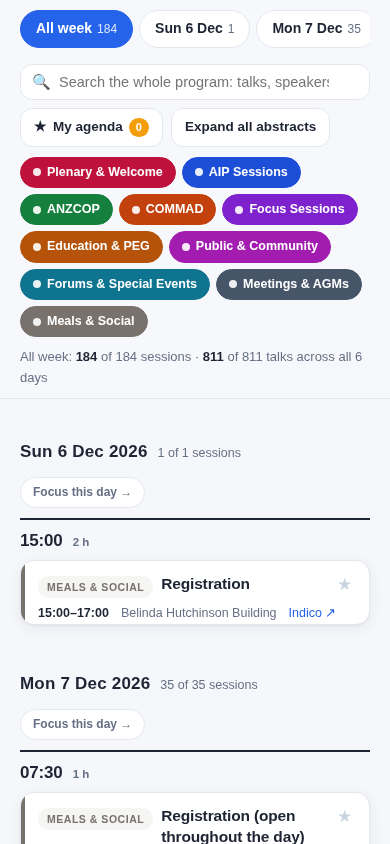 All week 184 Sun 6 Dec 1 Mon 7 Dec 35
🔍 Search the whole program: talks, speakers
★ My agenda 0 Expand all abstracts
Plenary & Welcome AIP Sessions
ANZCOP COMMAD Focus Sessions
Education & PEG Public & Community
Forums & Special Events Meetings & AGMs
Meals & Social
All week: 184 of 184 sessions · 811 of 811 talks across all 6
days
Sun 6 Dec 2026 1 of 1 sessions
Focus this day →
15:00 2 h
MEALS & SOCIAL Registration ★
15:00–17:00 Belinda Hutchinson Building Indico ↗
Mon 7 Dec 2026 35 of 35 sessions
Focus this day →
07:30 1 h
MEALS & SOCIAL Registration (open ★
throughout the day)